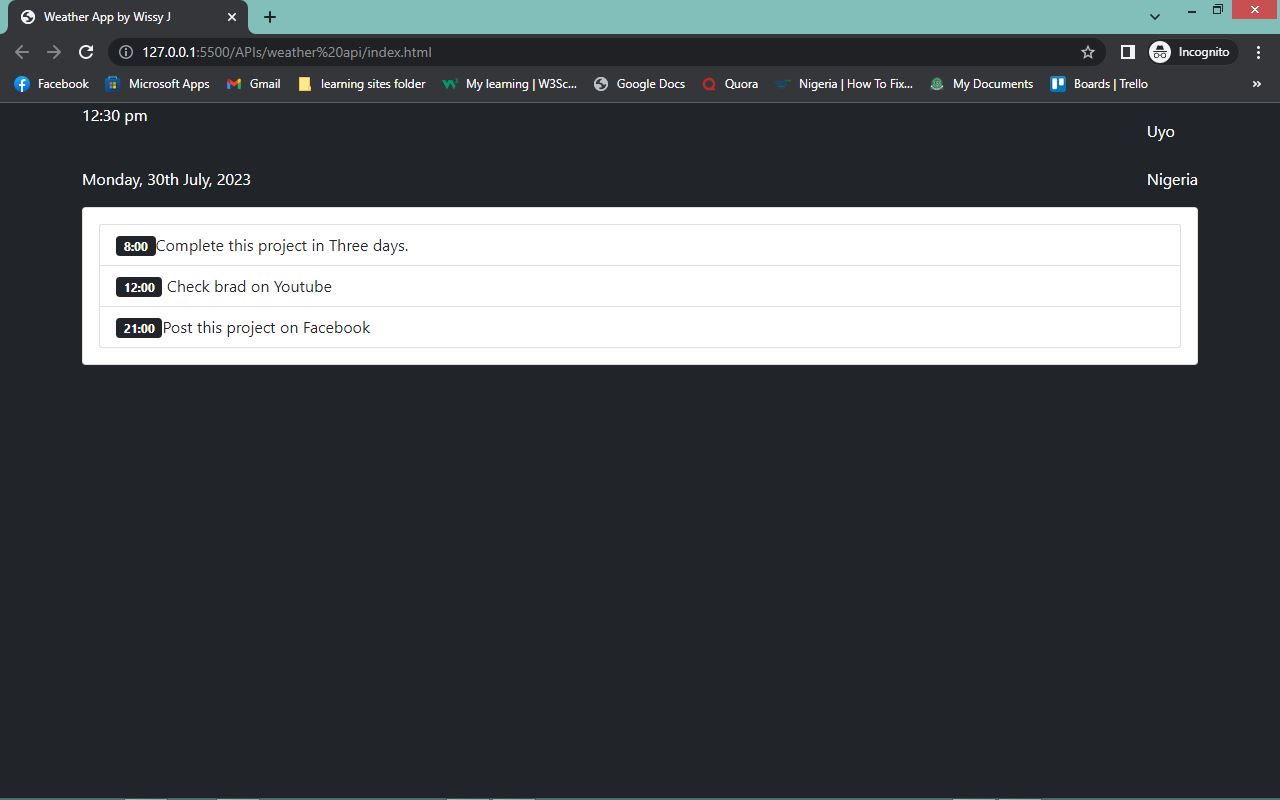 Weather App by Wissy J
127.0.0.1:5500/APIs/weather%20api/index.html
Incognito
Facebook
Microsoft Apps
Gmail
learning sites folder
My learning | W3Sc...
Google Docs
Quora
Nigeria | How To Fix...
My Documents
Boards | Trello
»
12:30 pm
Uyo
Monday, 30th July, 2023
Nigeria
8:00 Complete this project in Three days.
12:00 Check brad on Youtube
21:00 Post this project on Facebook